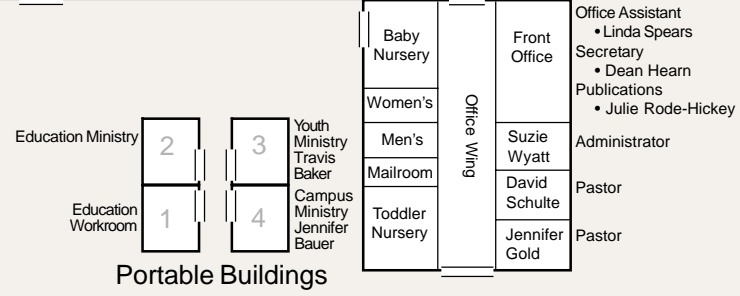 Education Ministry
2
Education
Workroom
1
3
Youth
Ministry
Travis
Baker
4
Campus
Ministry
Jennifer
Bauer
Portable Buildings
Baby
Nursery
Women's
Men's
Mailroom
Toddler
Nursery
Office Wing
Front
Office
Suzie
Wyatt
David
Schulte
Jennifer
Gold
Office Assistant
• Linda Spears
Secretary
• Dean Hearn
Publications
• Julie Rode-Hickey
Administrator
Pastor
Pastor